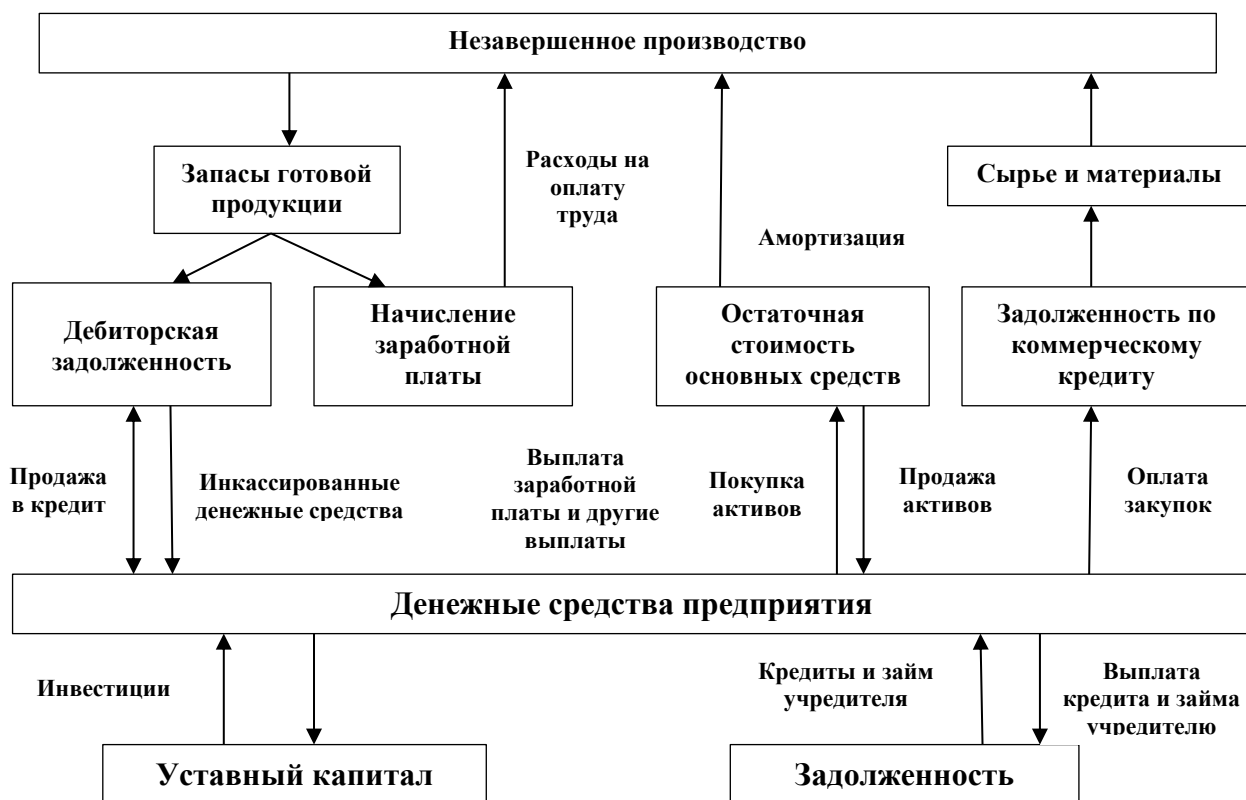 Незавершенное производство
Запасы готовой
продукции
Расходы на
оплату
труда
Сырье и материалы
Амортизация
Дебиторская
задолженность
Начисление
заработной
платы
Остаточная
стоимость
основных средств
Задолженность по
коммерческому
кредиту
Продажа
в кредит
Инкассированные
денежные средства
Выплата
заработной
платы и другие
выплаты
Покупка
активов
Продажа
активов
Оплата
закупок
Денежные средства предприятия
Инвестиции
Кредиты и займ
учредителя
Выплата
кредита и займа
учредителю
Уставный капитал
Задолженность